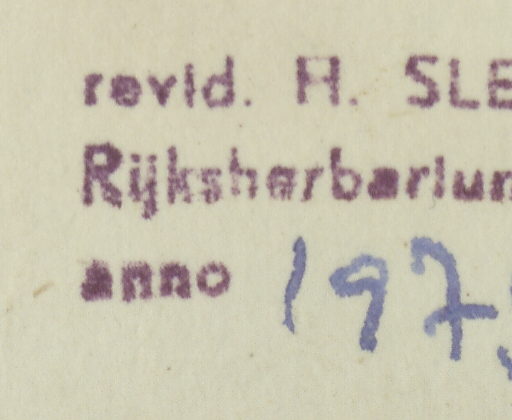 revid. H. SLE
Rijksherbarium
anno 197